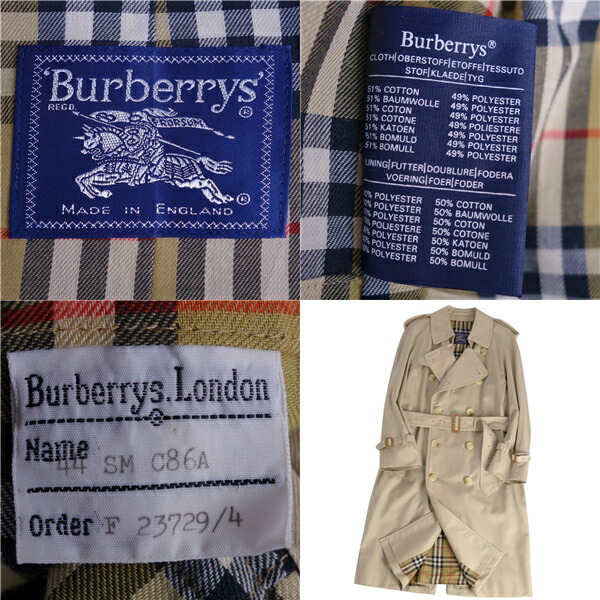 'Burberrys'
REGD.
PRORSUM
®
®
MADE IN ENGLAND
Burberrys®
CLOTH|OBERSTOFF|ETOFFE|TESSUTO
STOF|KLAEDE|TYG
51% COTTON 49% POLYESTER
51% BAUMWOLLE 49% POLYESTER
51% COTON 49% POLYESTER
51% COTONE 49% POLIESTERE
51% KATOEN 49% POLYESTER
51% BOMULD 49% POLYESTER
51% BOMULL 49% POLYESTER
LINING|FUTTER|DOUBLURE|FODERA
VOERING|FOER|FODER
50% POLYESTER 50% COTTON
POLYESTER 50% BAUMWOLLE
POLYESTER 50% COTON
POLIESTERE 50% COTONE
POLYESTER 50% KATOEN
POLYESTER 50% BOMULD
POLYESTER 50% BOMULL
Burberrys.London
Name
44 SM C86A
Order F 23729/4